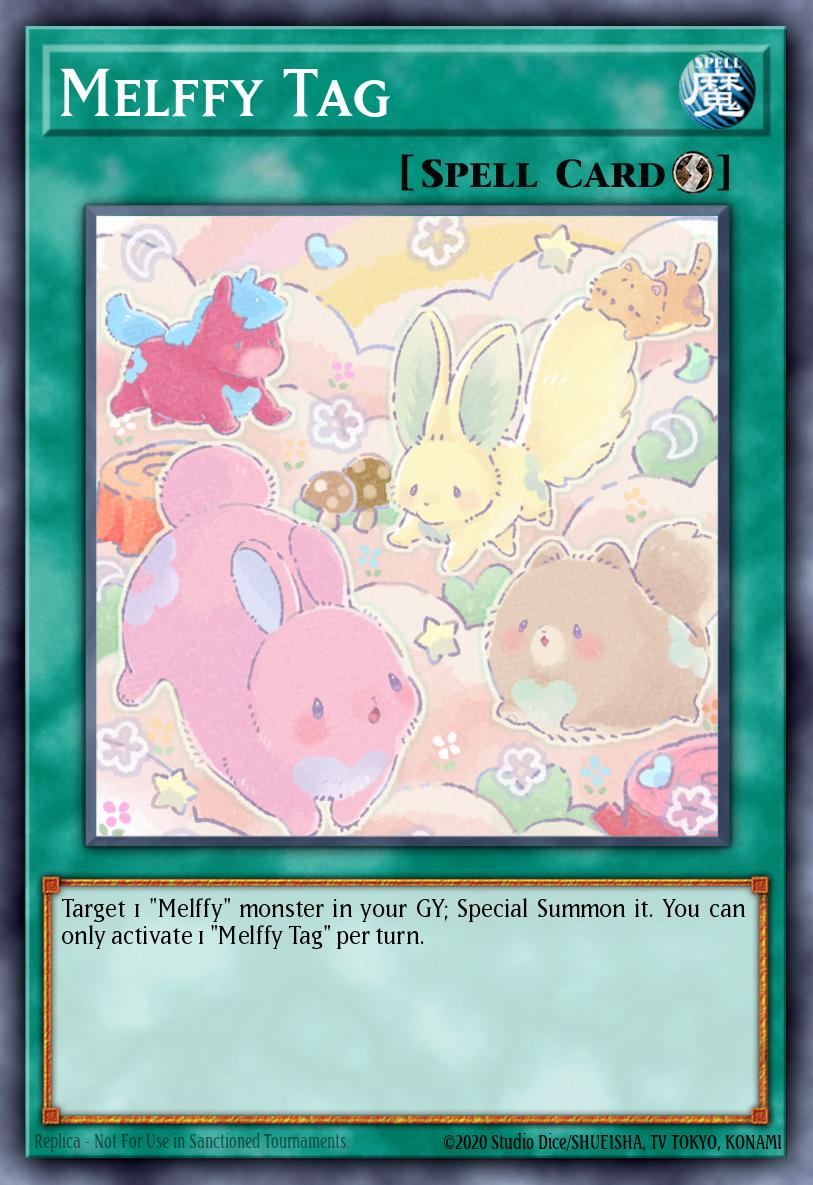 Melffy Tag
SPELL
魔
[Spell Card]
Target 1 "Melffy" monster in your GY; Special Summon it. You can
only activate 1 "Melffy Tag" per turn.
Replica - Not For Use in Sanctioned Tournaments.
©2020 Studio Dice/SHUEISHA, TV TOKYO, KONAMI